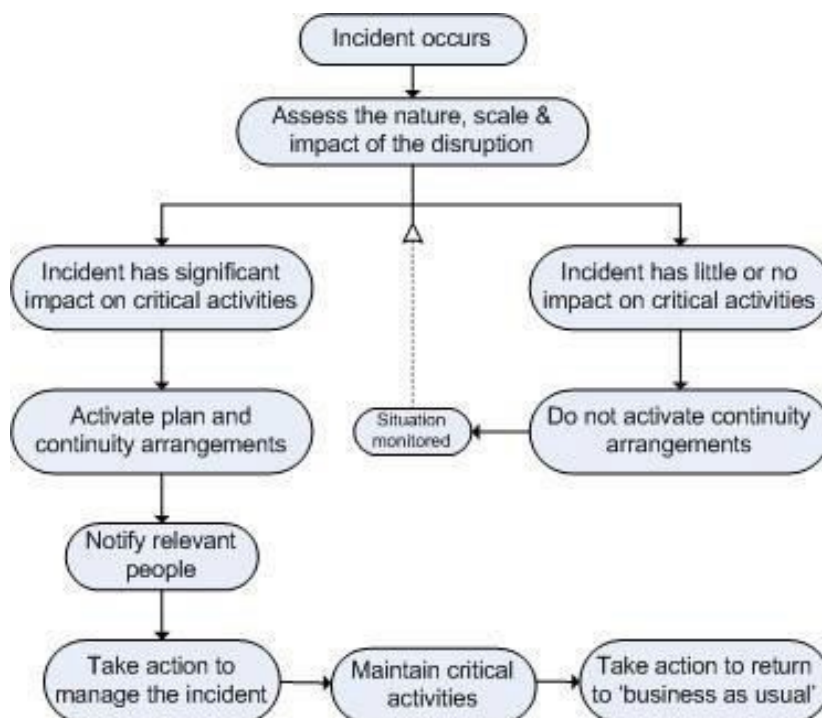 Incident occurs
Assess the nature, scale &
impact of the disruption
Incident has significant
impact on critical activities
Incident has little or no
impact on critical activities
Activate plan and
continuity arrangements
Situation
monitored
Do not activate continuity
arrangements
Notify relevant
people
Take action to
manage the incident
Maintain critical
activities
Take action to return
to 'business as usual'